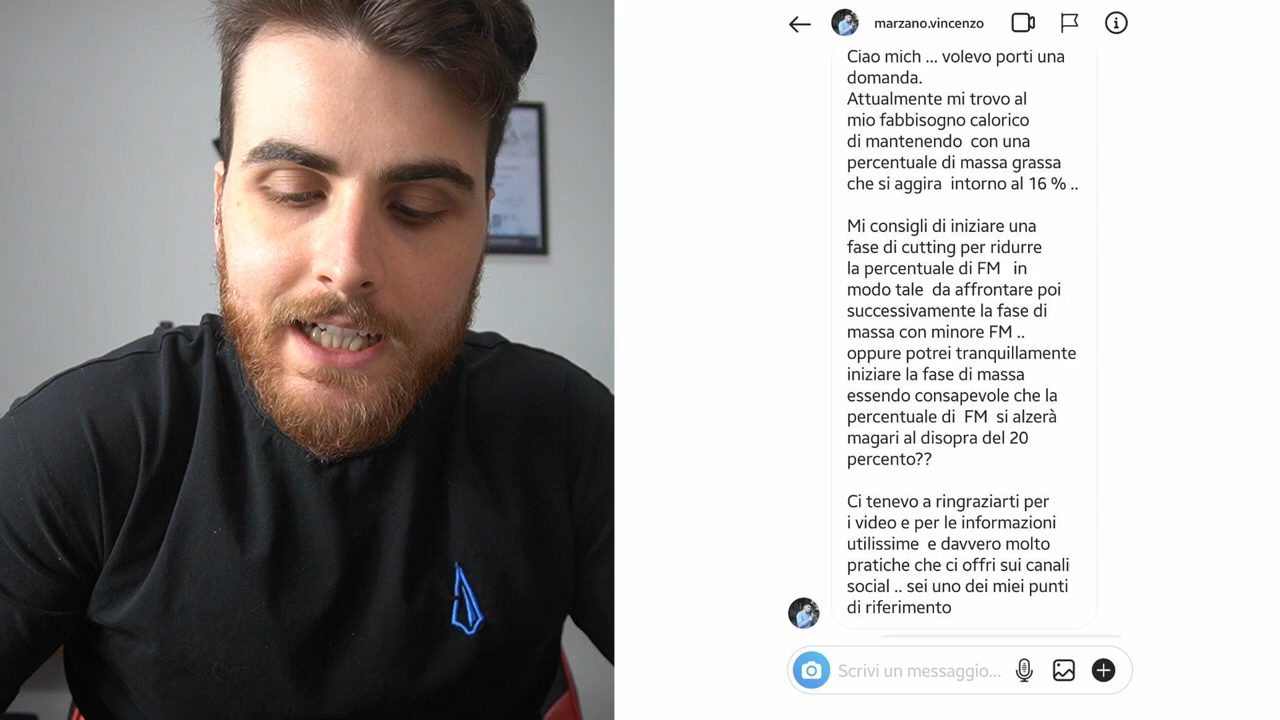 marzano.vincenzo
Ciao mich ... volevo porti una
domanda.
Attualmente mi trovo al
mio fabbisogno calorico
di mantenendo con una
percentuale di massa grassa
che si aggira intorno al 16 % ..
Mi consigli di iniziare una
fase di cutting per ridurre
la percentuale di FM in
modo tale da affrontare poi
successivamente la fase di
massa con minore FM ..
oppure potrei tranquillamente
iniziare la fase di massa
essendo consapevole che la
percentuale di FM si alzerà
magari al disopra del 20
percento??
Ci tenevo a ringraziarti per
i video e per le informazioni
utilissime e davvero molto
pratiche che ci offri sui canali
social .. sei uno dei miei punti
di riferimento
Scrivi un messaggio...